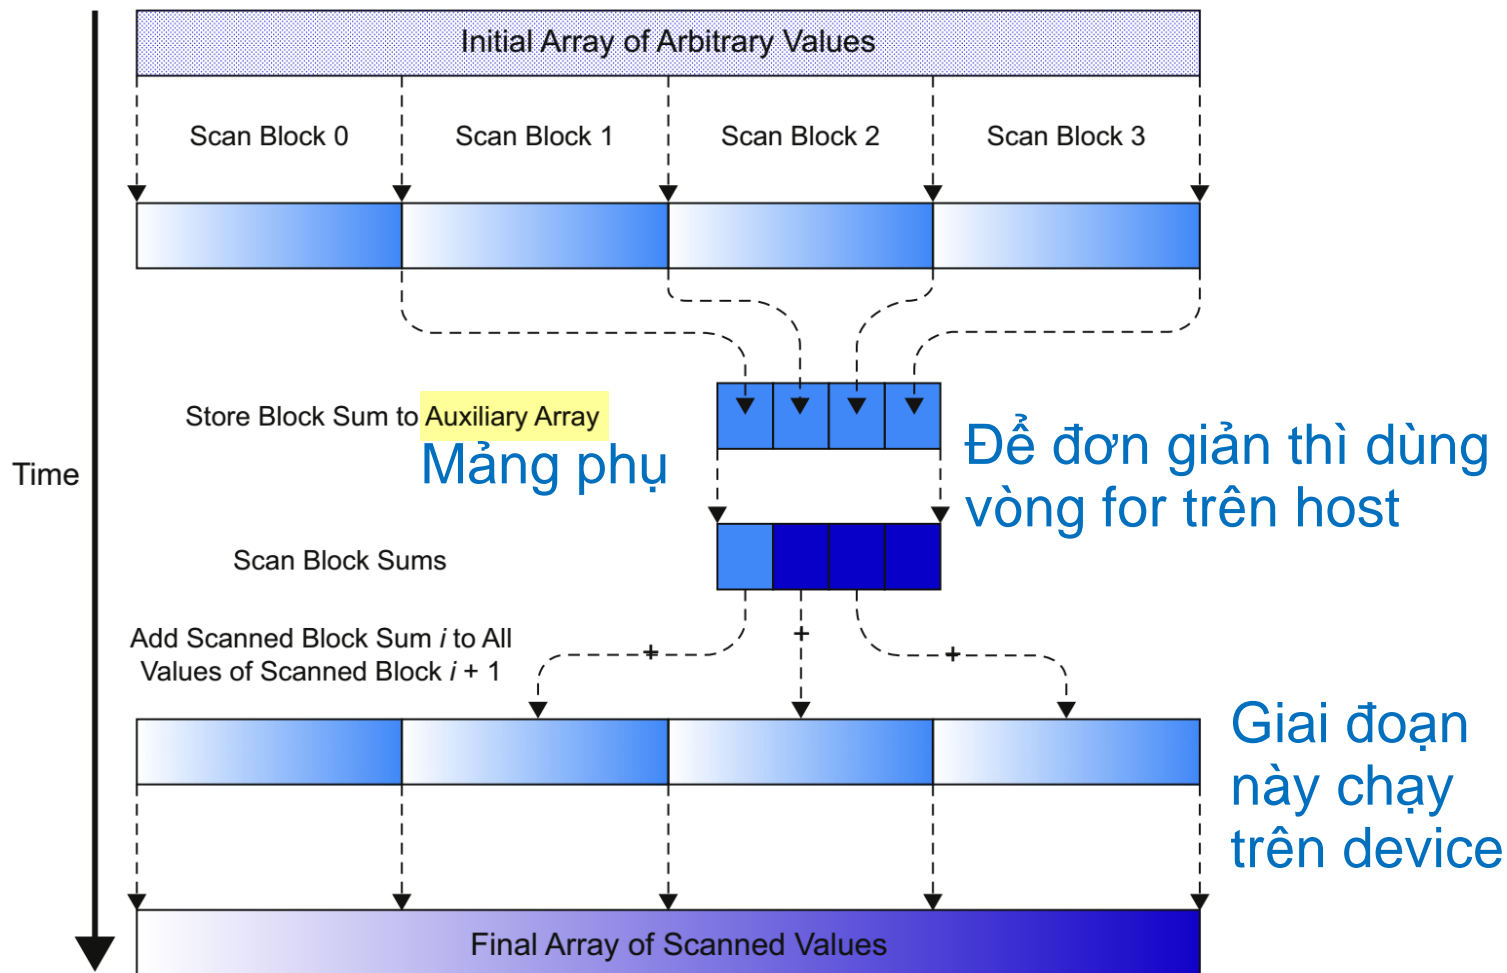 Initial Array of Arbitrary Values
Scan Block 0
Scan Block 1
Scan Block 2
Scan Block 3
Store Block Sum to Auxiliary Array
Mảng phụ
Để đơn giản thì dùng
vòng for trên host
Time
Scan Block Sums
Add Scanned Block Sum i to All
Values of Scanned Block i + 1
+
+
+
Giai đoạn
này chạy
trên device
Final Array of Scanned Values